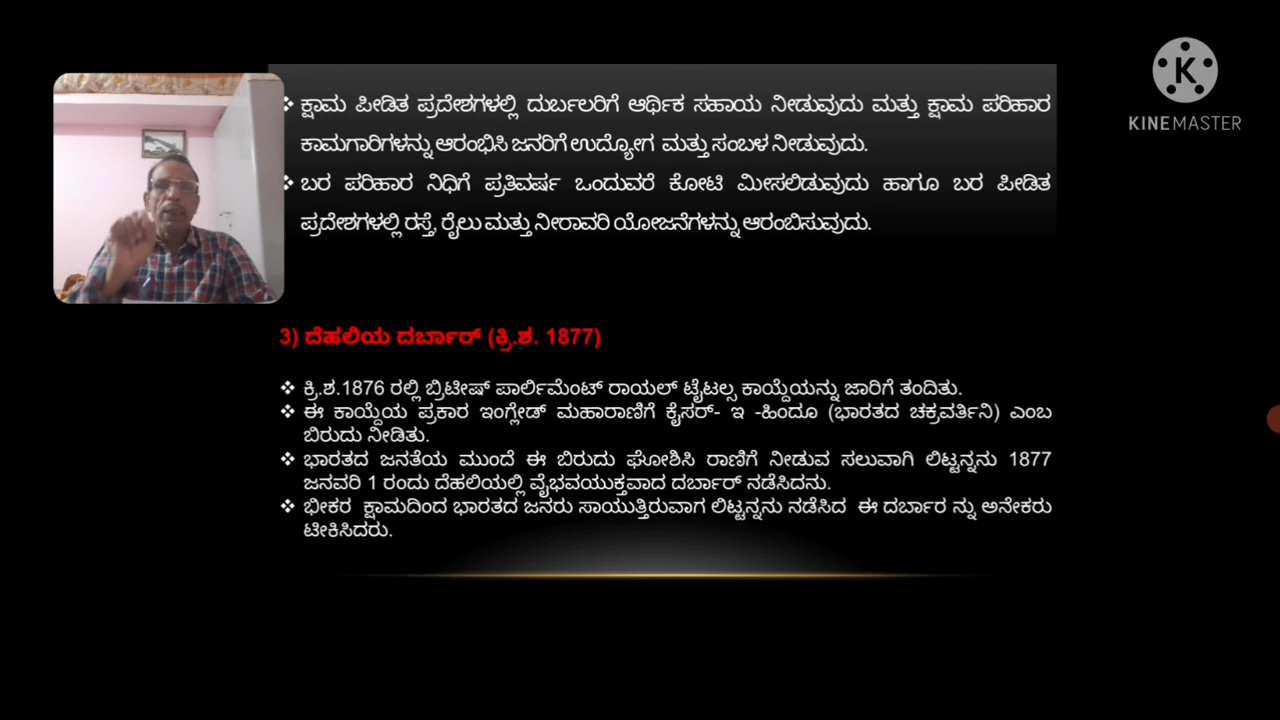 ❖ ಕ್ಷಾಮ ಪೀಡಿತ ಪ್ರದೇಶಗಳಲ್ಲಿ ದುರ್ಬಲರಿಗೆ ಆರ್ಥಿಕ ಸಹಾಯ ನೀಡುವುದು ಮತ್ತು ಕ್ಷಾಮ ಪರಿಹಾರ
ಕಾಮಗಾರಿಗಳನ್ನು ಆರಂಭಿಸಿ ಜನರಿಗೆ ಉದ್ಯೋಗ ಮತ್ತು ಸಂಬಳ ನೀಡುವುದು.
❖ ಬರ ಪರಿಹಾರ ನಿಧಿಗೆ ಪ್ರತಿವರ್ಷ ಒಂದುವರೆ ಕೋಟಿ ಮೀಸಲಿಡುವುದು ಹಾಗೂ ಬರ ಪೀಡಿತ
ಪ್ರದೇಶಗಳಲ್ಲಿ ರಸ್ತೆ, ರೈಲು ಮತ್ತು ನೀರಾವರಿ ಯೋಜನೆಗಳನ್ನು ಆರಂಬಿಸುವುದು.
KINEMASTER
3) ದೆಹಲಿಯ ದರ್ಬಾರ್ (ಕ್ರಿ.ಶ. 1877)
❖ ಕ್ರಿ.ಶ.1876 ರಲ್ಲಿ ಬ್ರಿಟೀಷ್ ಪಾರ್ಲಿಮೆಂಟ್ ರಾಯಲ್ ಟೈಟಲ್ಸ ಕಾಯ್ದೆಯನ್ನು ಜಾರಿಗೆ ತಂದಿತು.
❖ ಈ ಕಾಯ್ದೆಯ ಪ್ರಕಾರ ಇಂಗ್ಲೇಡ್ ಮಹಾರಾಣಿಗೆ ಕೈಸರ್- ಇ -ಹಿಂದೂ (ಭಾರತದ ಚಕ್ರವರ್ತಿನಿ) ಎಂಬ
ಬಿರುದು ನೀಡಿತು.
❖ ಭಾರತದ ಜನತೆಯ ಮುಂದೆ ಈ ಬಿರುದು ಘೋಶಿಸಿ ರಾಣಿಗೆ ನೀಡುವ ಸಲುವಾಗಿ ಲಿಟ್ಟನ್ನನು 1877
ಜನವರಿ 1 ರಂದು ದೆಹಲಿಯಲ್ಲಿ ವೈಭವಯುಕ್ತವಾದ ದರ್ಬಾರ್ ನಡೆಸಿದನು.
❖ ಭೀಕರ ಕ್ಷಾಮದಿಂದ ಭಾರತದ ಜನರು ಸಾಯುತ್ತಿರುವಾಗ ಲಿಟ್ಟನ್ನನು ನಡೆಸಿದ ಈ ದರ್ಬಾರ ನ್ನು ಅನೇಕರು
ಟೀಕಿಸಿದರು.